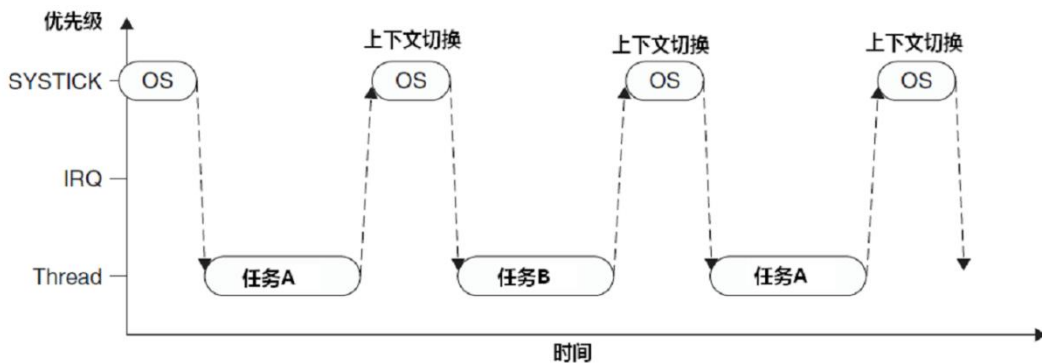 优先级
上下文切换 上下文切换 上下文切换
SYSTICK OS OS OS OS
IRQ
Thread 任务A 任务B 任务A
时间